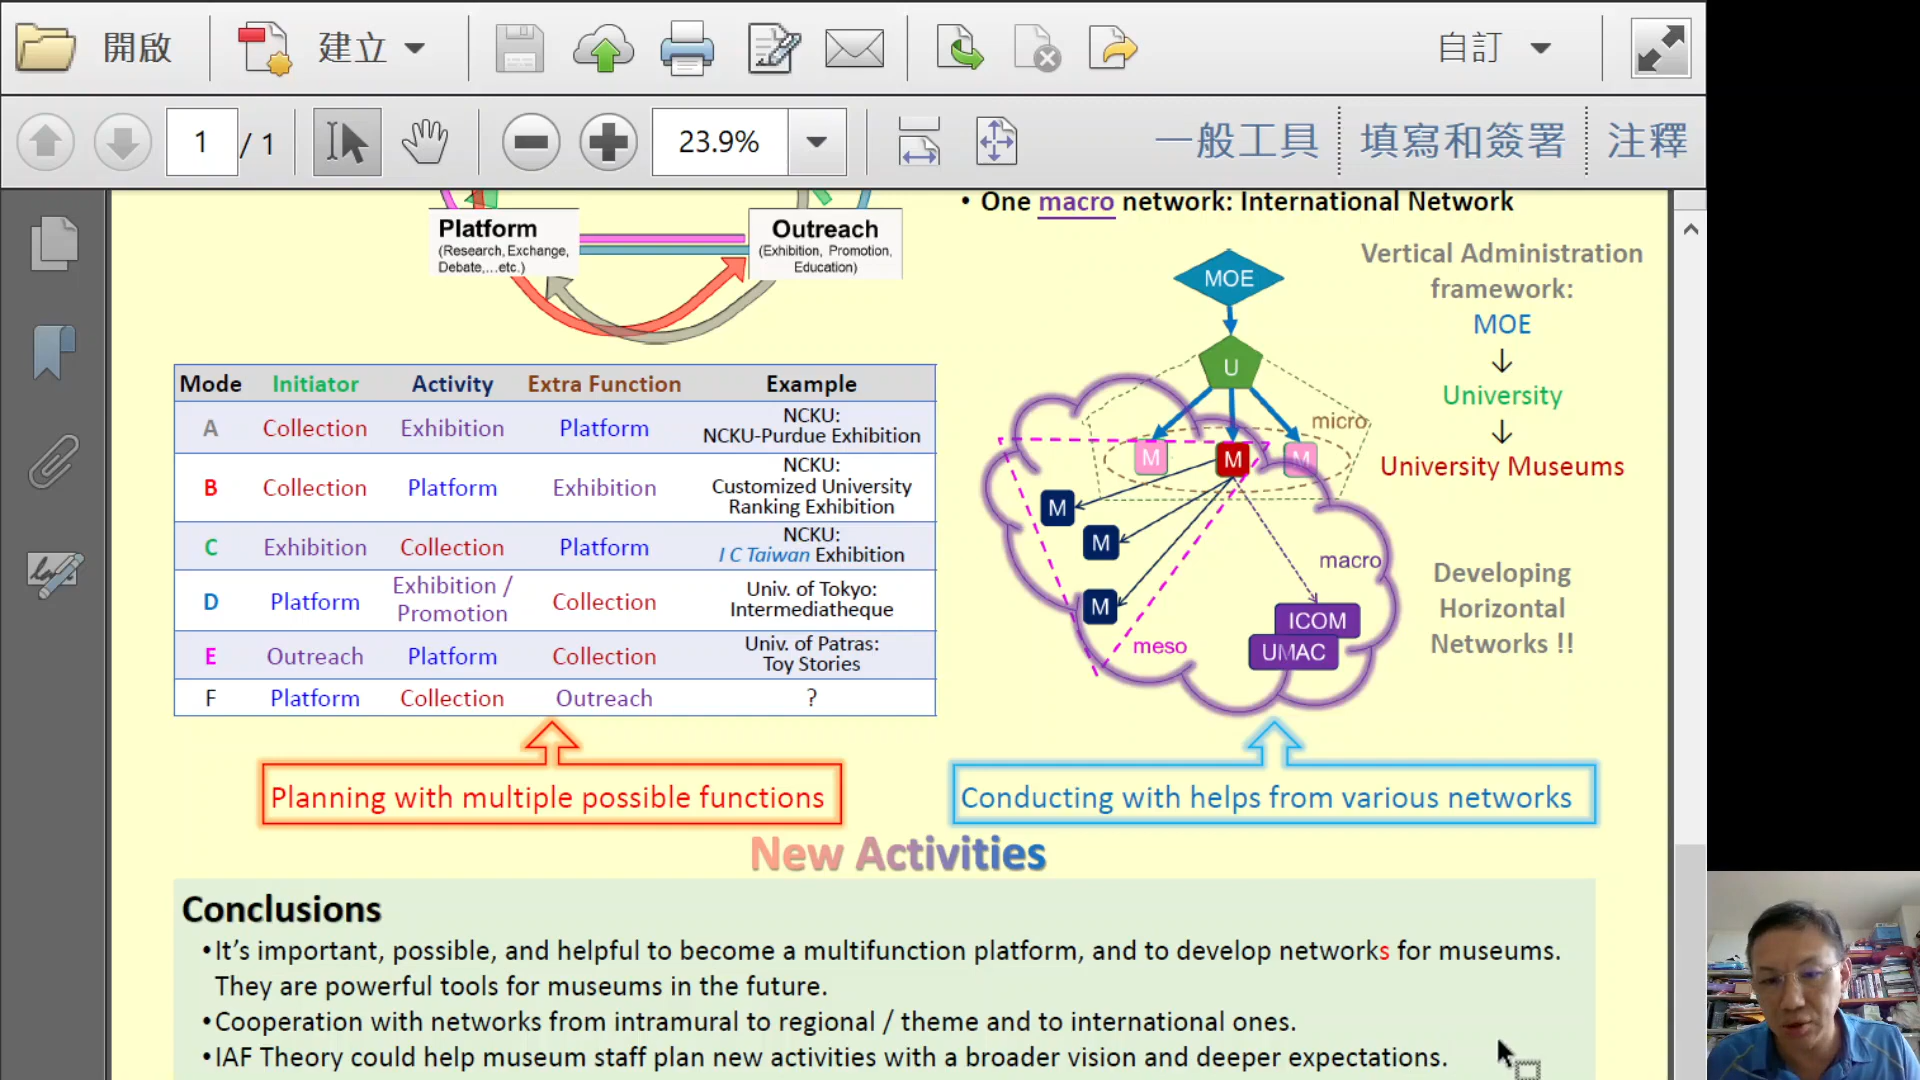 開啟
建立
自訂
1 / 1
23.9%
一般工具
填寫和簽署
注釋
Platform
(Research, Exchange,
Debate,...etc.)
Outreach
(Exhibition, Promotion,
Education)
Mode Initiator Activity Extra Function Example
A Collection Exhibition Platform NCKU:
NCKU-Purdue Exhibition
B Collection Platform Exhibition NCKU:
Customized University
Ranking Exhibition
C Exhibition Collection Platform NCKU:
I C Taiwan Exhibition
D Platform Exhibition / Promotion Collection Univ. of Tokyo:
Intermediatheque
E Outreach Platform Collection Univ. of Patras:
Toy Stories
F Platform Collection Outreach ?
Planning with multiple possible functions
• One macro network: International Network
MOE
U
micro
M
M
M
M
M
M
macro
meso
ICOM
UMAC
Vertical Administration
framework:
MOE
↓
University
↓
University Museums
Developing
Horizontal
Networks !!
Conducting with helps from various networks
New Activities
Conclusions
•It's important, possible, and helpful to become a multifunction platform, and to develop networks for museums.
They are powerful tools for museums in the future.
•Cooperation with networks from intramural to regional / theme and to international ones.
•IAF Theory could help museum staff plan new activities with a broader vision and deeper expectations.